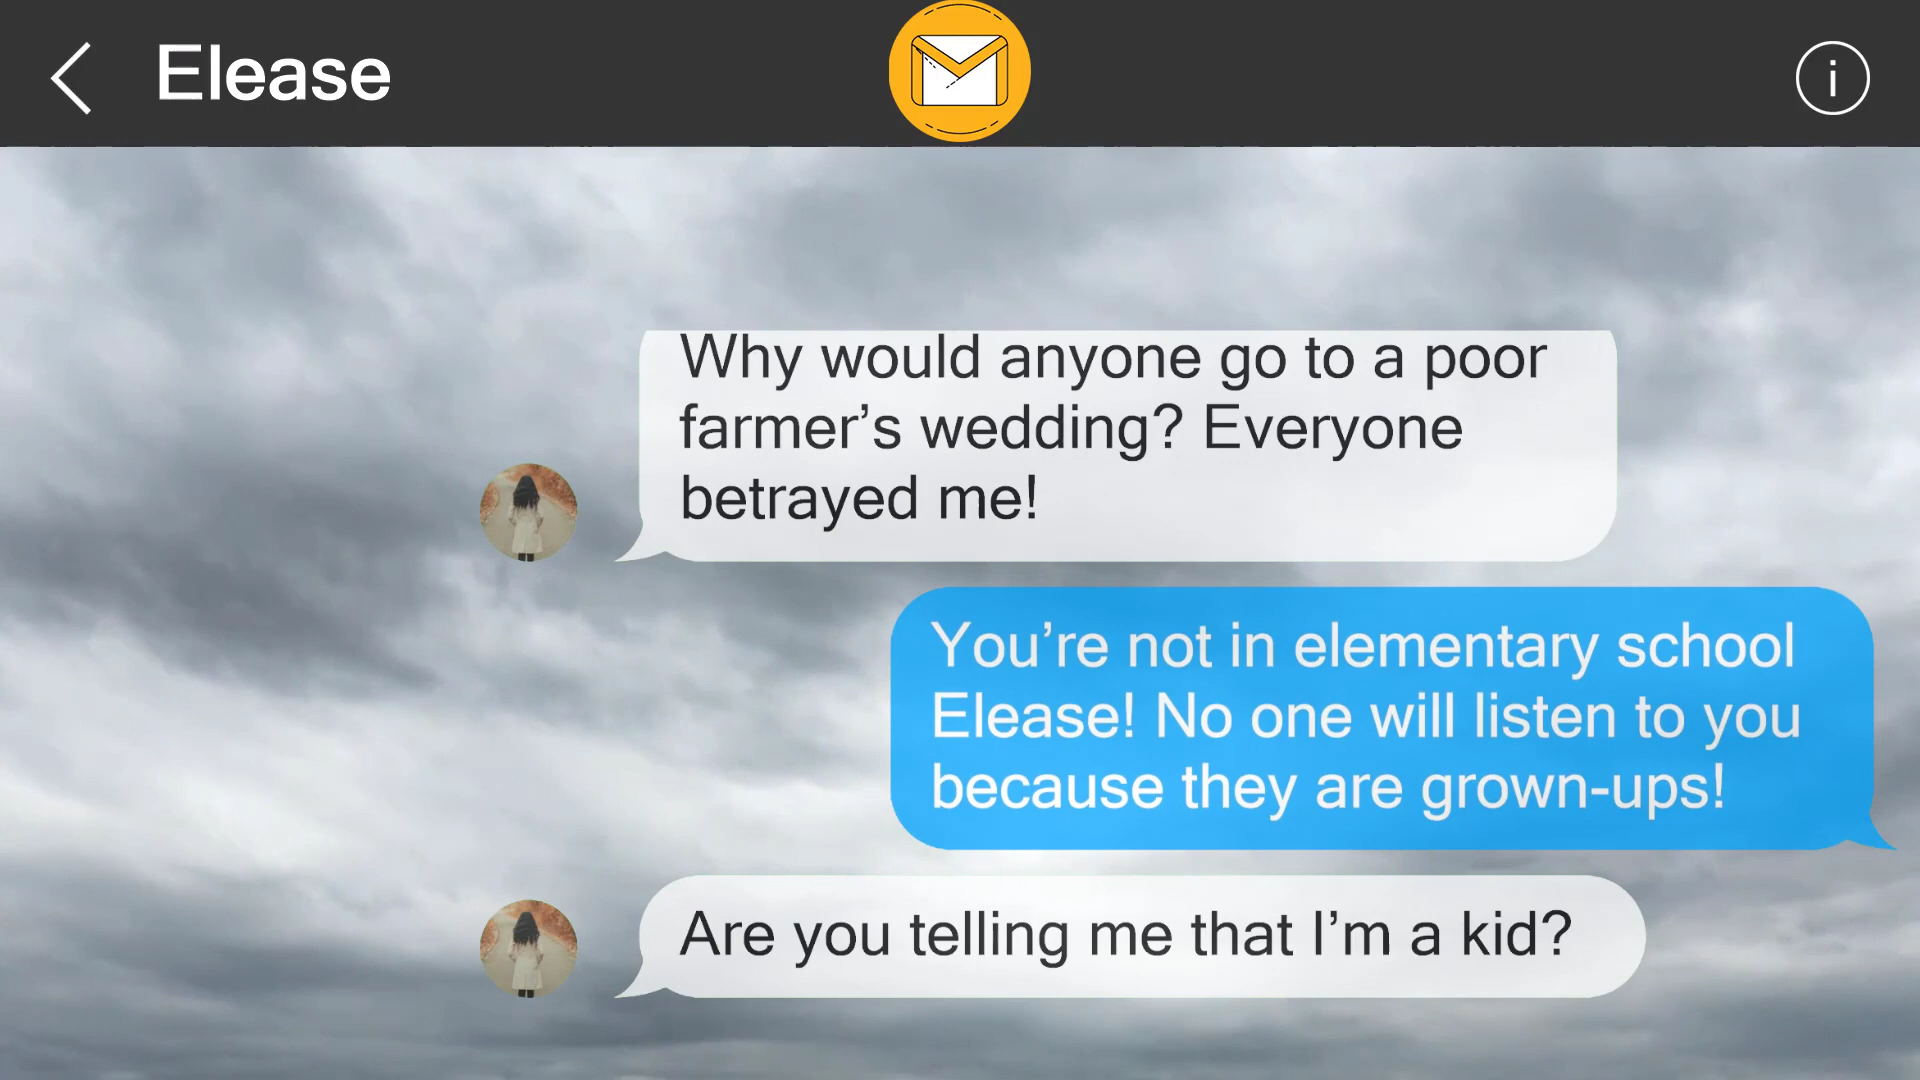 Elease
i
Why would anyone go to a poor
farmer’s wedding? Everyone
betrayed me!
You’re not in elementary school
Elease! No one will listen to you
because they are grown-ups!
Are you telling me that I’m a kid?